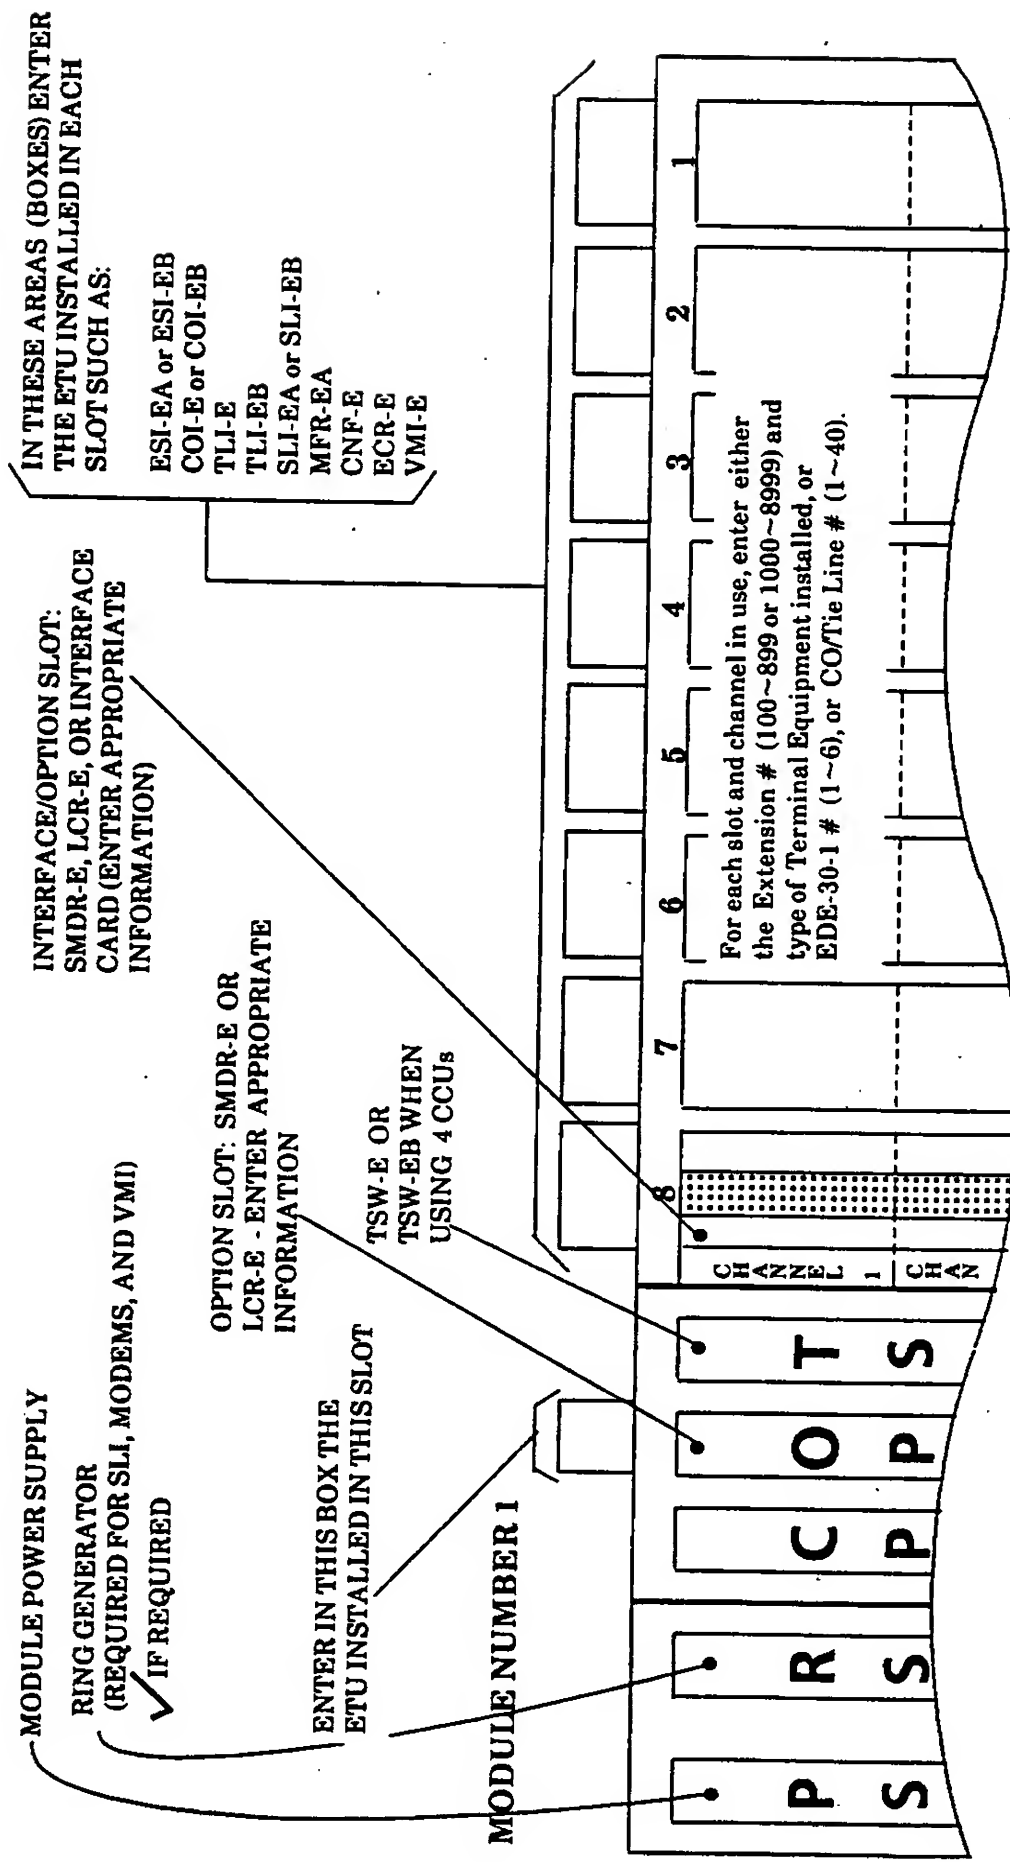 MODULE POWER SUPPLY
RING GENERATOR
(REQUIRED FOR SLI, MODEMS, AND VMI)
✓ IF REQUIRED
ENTER IN THIS BOX THE
ETU INSTALLED IN THIS SLOT
MODULE NUMBER 1
OPTION SLOT: SMDR-E OR
LCR-E - ENTER APPROPRIATE
INFORMATION
TSW-E OR
TSW-EB WHEN
USING 4 CCUs
INTERFACE/OPTION SLOT:
SMDR-E, LCR-E, OR INTERFACE
CARD (ENTER APPROPRIATE
INFORMATION)
IN THESE AREAS (BOXES) ENTER
THE ETU INSTALLED IN EACH
SLOT SUCH AS:
ESI-EA or ESI-EB
COI-E or COI-EB
TLI-E
TLI-EB
SLI-EA or SLI-EB
MFR-EA
CNF-E
ECR-E
VMI-E
8 7 6 5 4 3 2 1
For each slot and channel in use, enter either
the Extension # (100~899 or 1000~8999) and
type of Terminal Equipment installed, or
EDE-30-1 # (1~6), or CO/Tie Line # (1~40).
P R C O T
S S P P S
CHANNEL 1
CHAN